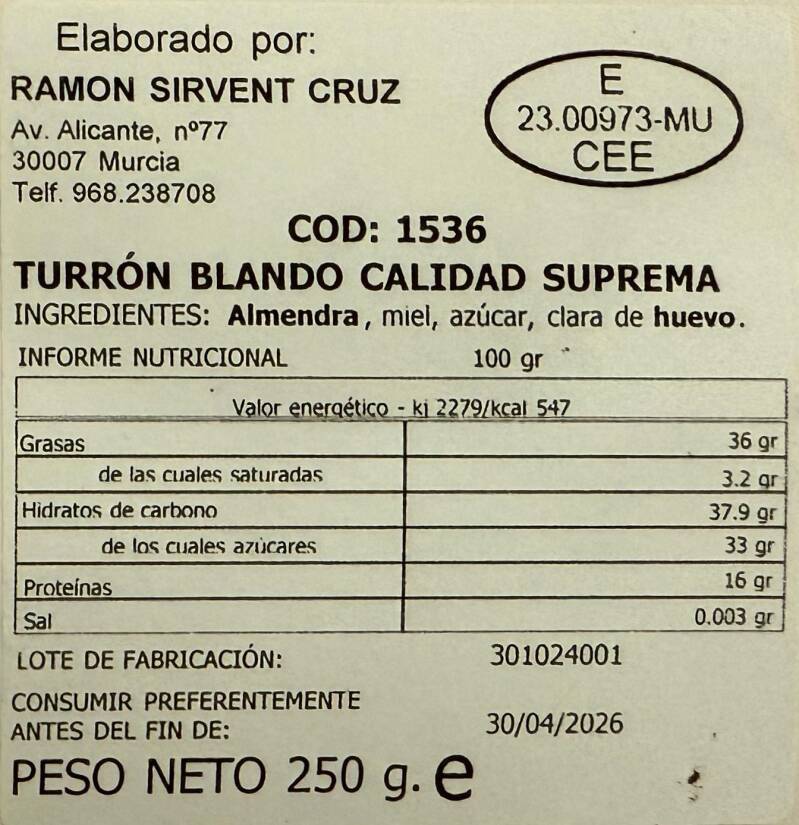 Elaborado por:
RAMON SIRVENT CRUZ
Av. Alicante, nº77
30007 Murcia
Telf. 968.238708
E
23.00973-MU
CEE
COD: 1536
TURRÓN BLANDO CALIDAD SUPREMA
INGREDIENTES: Almendra, miel, azúcar, clara de huevo.
INFORME NUTRICIONAL 100 gr
Valor energético - kj 2279/kcal 547
Grasas 36 gr
de las cuales saturadas 3.2 gr
Hidratos de carbono 37.9 gr
de los cuales azúcares 33 gr
Proteínas 16 gr
Sal 0.003 gr
LOTE DE FABRICACIÓN: 301024001
CONSUMIR PREFERENTEMENTE
ANTES DEL FIN DE: 30/04/2026
PESO NETO 250 g. e